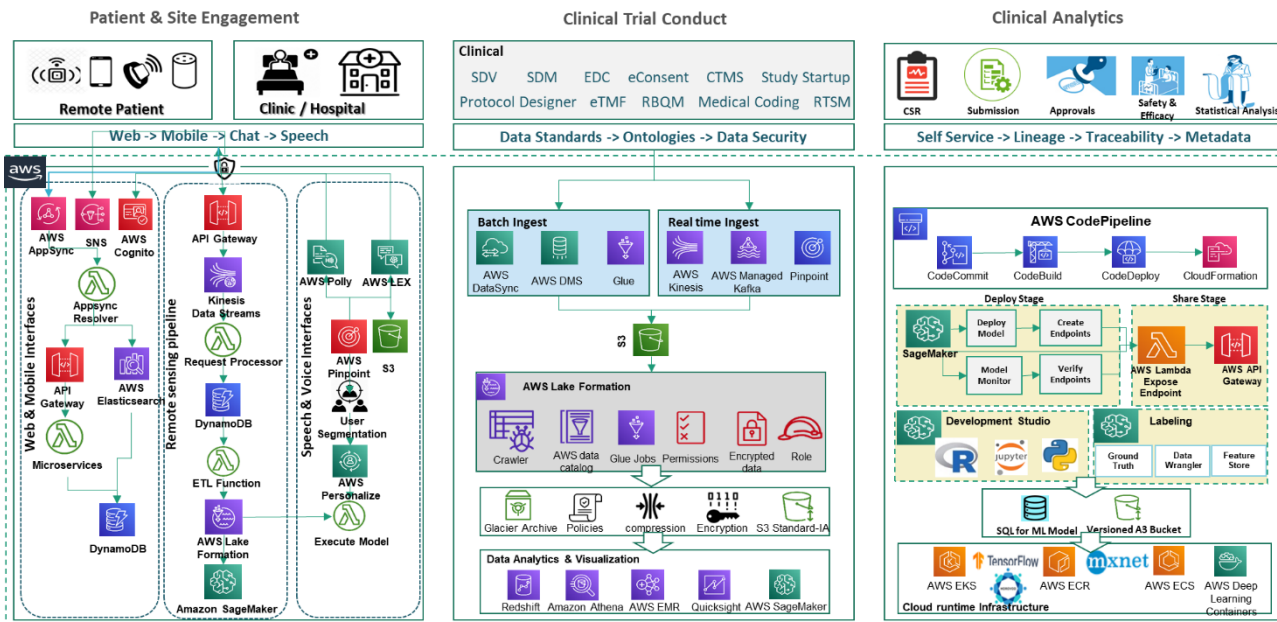 Patient & Site Engagement
Remote Patient
Clinic / Hospital
Web -> Mobile -> Chat -> Speech
aws
Web & Mobile Interfaces
AWS AppSync
SNS
AWS Cognito
Appsync Resolver
API Gateway
AWS Elasticsearch
Microservices
DynamoDB
Remote sensing pipeline
API Gateway
Kinesis Data Streams
Request Processor
DynamoDB
ETL Function
AWS Lake Formation
Amazon SageMaker
Speech & Voice Interfaces
AWS Polly
AWS LEX
AWS Pinpoint
S3
User Segmentation
AWS Personalize
Execute Model
Clinical Trial Conduct
Clinical
SDV SDM EDC eConsent CTMS Study Startup
Protocol Designer eTMF RBQM Medical Coding RTSM
Data Standards -> Ontologies -> Data Security
Batch Ingest
AWS DataSync
AWS DMS
Glue
Real time Ingest
AWS Kinesis
AWS Managed Kafka
Pinpoint
S3
AWS Lake Formation
Crawler
AWS data catalog
Glue Jobs
Permissions
Encrypted data
Role
Glacier Archive
Policies
compression
0110
Encryption
S3 Standard-IA
Data Analytics & Visualization
Redshift
Amazon Athena
AWS EMR
Quicksight
AWS SageMaker
Clinical Analytics
CSR
Submission
Approvals
Safety & Efficacy
Statistical Analysis
Self Service -> Lineage -> Traceability -> Metadata
AWS CodePipeline
CodeCommit
CodeBuild
CodeDeploy
CloudFormation
Deploy Stage
SageMaker
Deploy Model
Create Endpoints
Model Monitor
Verify Endpoints
Share Stage
AWS Lambda Expose Endpoint
AWS API Gateway
Development Studio
R
jupyter
Labeling
Ground Truth
Data Wrangler
Feature Store
SQL for ML Model
Versioned A3 Bucket
AWS EKS
TensorFlow
AWS ECR
mxnet
AWS ECS
AWS Deep Learning Containers
Cloud runtime Infrastructure